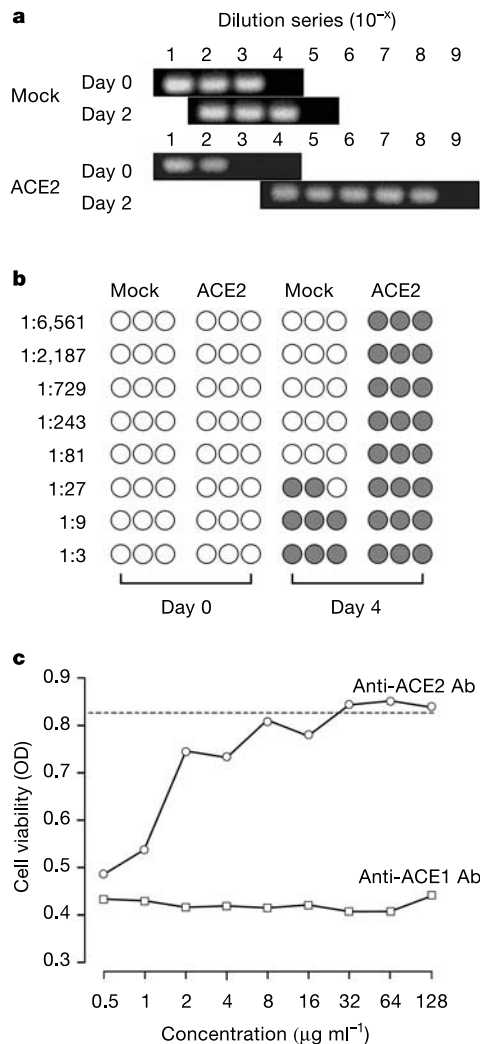 a
Dilution series (10⁻ˣ)
1 2 3 4 5 6 7 8 9
Mock
Day 0
Day 2
1 2 3 4 5 6 7 8 9
ACE2
Day 0
Day 2
b
Mock ACE2 Mock ACE2
1:6,561
1:2,187
1:729
1:243
1:81
1:27
1:9
1:3
Day 0 Day 4
c
0.9
0.8
0.7
0.6
0.5
0.4
0.3
Cell viability (OD)
Anti-ACE2 Ab
Anti-ACE1 Ab
0.5 1 2 4 8 16 32 64 128
Concentration (μg ml⁻¹)